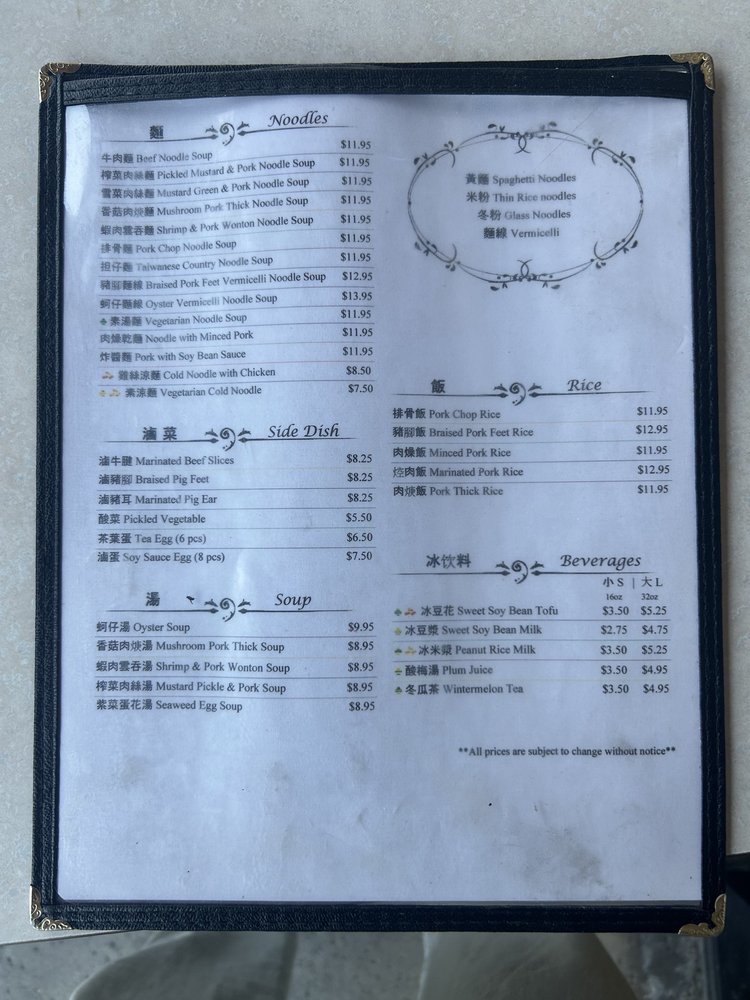 麵 Noodles
牛肉麵 Beef Noodle Soup $11.95
榨菜肉絲麵 Pickled Mustard & Pork Noodle Soup $11.95
雪菜肉絲麵 Mustard Green & Pork Noodle Soup $11.95
香菇肉焿麵 Mushroom Pork Thick Noodle Soup $11.95
蝦肉雲吞麵 Shrimp & Pork Wonton Noodle Soup $11.95
排骨麵 Pork Chop Noodle Soup $11.95
担仔麵 Taiwanese Country Noodle Soup $11.95
豬腳麵線 Braised Pork Feet Vermicelli Noodle Soup $12.95
蚵仔麵線 Oyster Vermicelli Noodle Soup $13.95
素湯麵 Vegetarian Noodle Soup $11.95
肉燥乾麵 Noodle with Minced Pork $11.95
炸醬麵 Pork with Soy Bean Sauce $11.95
雞絲涼麵 Cold Noodle with Chicken $8.50
素涼麵 Vegetarian Cold Noodle $7.50
滷菜 Side Dish
滷牛腱 Marinated Beef Slices $8.25
滷豬腳 Braised Pig Feet $8.25
滷豬耳 Marinated Pig Ear $8.25
酸菜 Pickled Vegetable $5.50
茶葉蛋 Tea Egg (6 pcs) $6.50
滷蛋 Soy Sauce Egg (8 pcs) $7.50
湯 Soup
蚵仔湯 Oyster Soup $9.95
香菇肉焿湯 Mushroom Pork Thick Soup $8.95
蝦肉雲吞湯 Shrimp & Pork Wonton Soup $8.95
榨菜肉絲湯 Mustard Pickle & Pork Soup $8.95
紫菜蛋花湯 Seaweed Egg Soup $8.95
黃麵 Spaghetti Noodles
米粉 Thin Rice noodles
冬粉 Glass Noodles
麵線 Vermicelli
飯 Rice
排骨飯 Pork Chop Rice $11.95
豬腳飯 Braised Pork Feet Rice $12.95
肉燥飯 Minced Pork Rice $11.95
焢肉飯 Marinated Pork Rice $12.95
肉焿飯 Pork Thick Rice $11.95
冰饮料 Beverages
小 S | 大 L
16oz 32oz
冰豆花 Sweet Soy Bean Tofu $3.50 $5.25
冰豆漿 Sweet Soy Bean Milk $2.75 $4.75
冰米漿 Peanut Rice Milk $3.50 $5.25
酸梅湯 Plum Juice $3.50 $4.95
冬瓜茶 Wintermelon Tea $3.50 $4.95
**All prices are subject to change without notice**